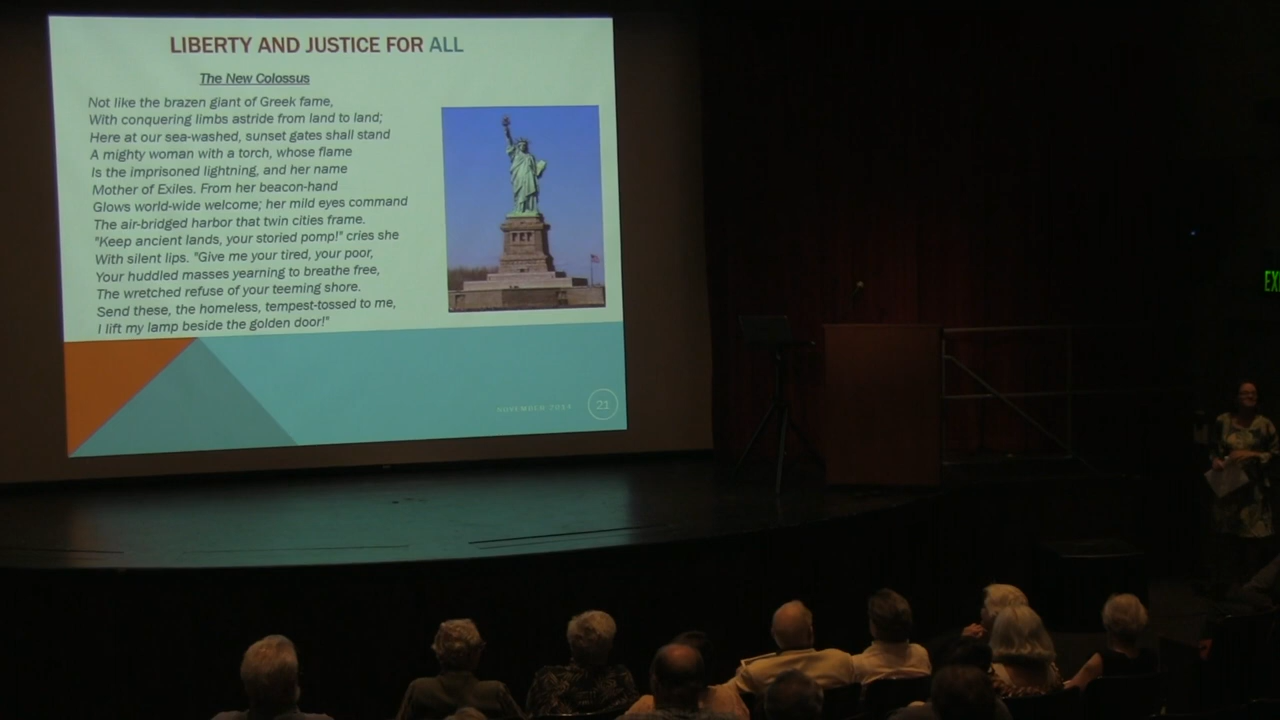 LIBERTY AND JUSTICE FOR ALL
The New Colossus
Not like the brazen giant of Greek fame,
With conquering limbs astride from land to land;
Here at our sea-washed, sunset gates shall stand
A mighty woman with a torch, whose flame
Is the imprisoned lightning, and her name
Mother of Exiles. From her beacon-hand
Glows world-wide welcome; her mild eyes command
The air-bridged harbor that twin cities frame.
"Keep ancient lands, your storied pomp!" cries she
With silent lips. "Give me your tired, your poor,
Your huddled masses yearning to breathe free,
The wretched refuse of your teeming shore.
Send these, the homeless, tempest-tossed to me,
I lift my lamp beside the golden door!"
NOVEMBER
21
EX